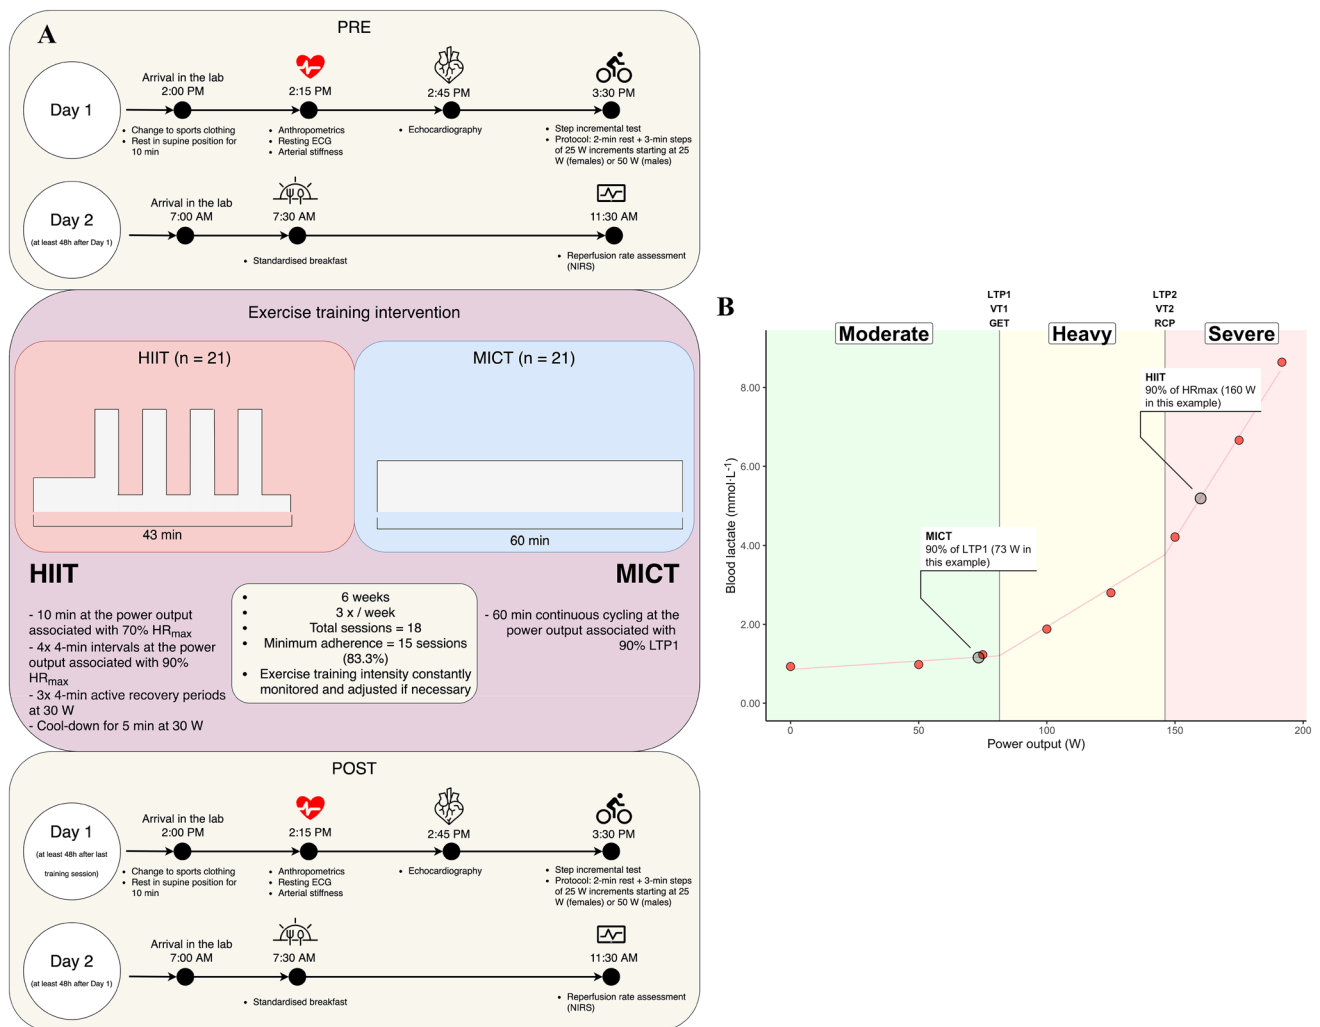 A
PRE
Day 1
Arrival in the lab
2:00 PM
2:15 PM
2:45 PM
3:30 PM
• Change to sports clothing
• Rest in supine position for
10 min
• Anthropometrics
• Resting ECG
• Arterial stiffness
• Echocardiography
• Step incremental test
• Protocol: 2-min rest + 3-min steps
of 25 W increments starting at 25
W (females) or 50 W (males)
Day 2
(at least 48h after Day 1)
Arrival in the lab
7:00 AM
7:30 AM
11:30 AM
• Standardised breakfast
• Reperfusion rate assessment
(NIRS)
Exercise training intervention
HIIT (n = 21)
43 min
MICT (n = 21)
60 min
HIIT
- 10 min at the power output
associated with 70% HRmax
- 4x 4-min intervals at the power
output associated with 90%
HRmax
- 3x 4-min active recovery periods
at 30 W
- Cool-down for 5 min at 30 W
• 6 weeks
• 3 x / week
• Total sessions = 18
• Minimum adherence = 15 sessions
(83.3%)
• Exercise training intensity constantly
monitored and adjusted if necessary
MICT
- 60 min continuous cycling at the
power output associated with
90% LTP1
POST
Day 1
(at least 48h after last
training session)
Arrival in the lab
2:00 PM
2:15 PM
2:45 PM
3:30 PM
• Change to sports clothing
• Rest in supine position for
10 min
• Anthropometrics
• Resting ECG
• Arterial stiffness
• Echocardiography
• Step incremental test
• Protocol: 2-min rest + 3-min steps
of 25 W increments starting at 25
W (females) or 50 W (males)
Day 2
(at least 48h after Day 1)
Arrival in the lab
7:00 AM
7:30 AM
11:30 AM
• Standardised breakfast
• Reperfusion rate assessment
(NIRS)
B
LTP1
VT1
GET
LTP2
VT2
RCP
Moderate
Heavy
Severe
HIIT
90% of HRmax (160 W
in this example)
MICT
90% of LTP1 (73 W in
this example)
Blood lactate (mmol·L⁻¹)
8.00
6.00
4.00
2.00
0.00
0
50
100
150
200
Power output (W)